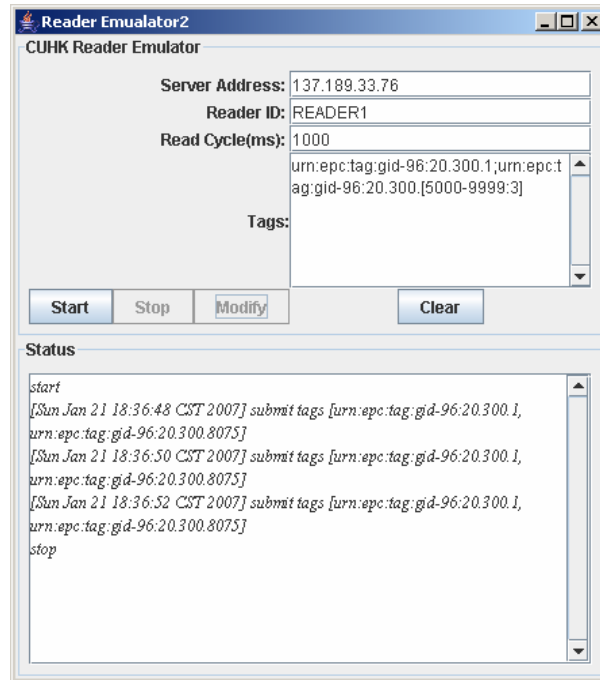 Reader Emualator2
CUHK Reader Emulator
Server Address: 137.189.33.76
Reader ID: READER1
Read Cycle(ms): 1000
Tags: urn:epc:tag:gid-96:20.300.1;urn:epc:t
ag:gid-96:20.300.[5000-9999:3]
Start Stop Modify Clear
Status
start
[Sun Jan 21 18:36:48 CST 2007] submit tags [urn:epc:tag:gid-96:20.300.1,
urn:epc:tag:gid-96:20.300.8075]
[Sun Jan 21 18:36:50 CST 2007] submit tags [urn:epc:tag:gid-96:20.300.1,
urn:epc:tag:gid-96:20.300.8075]
[Sun Jan 21 18:36:52 CST 2007] submit tags [urn:epc:tag:gid-96:20.300.1,
urn:epc:tag:gid-96:20.300.8075]
stop